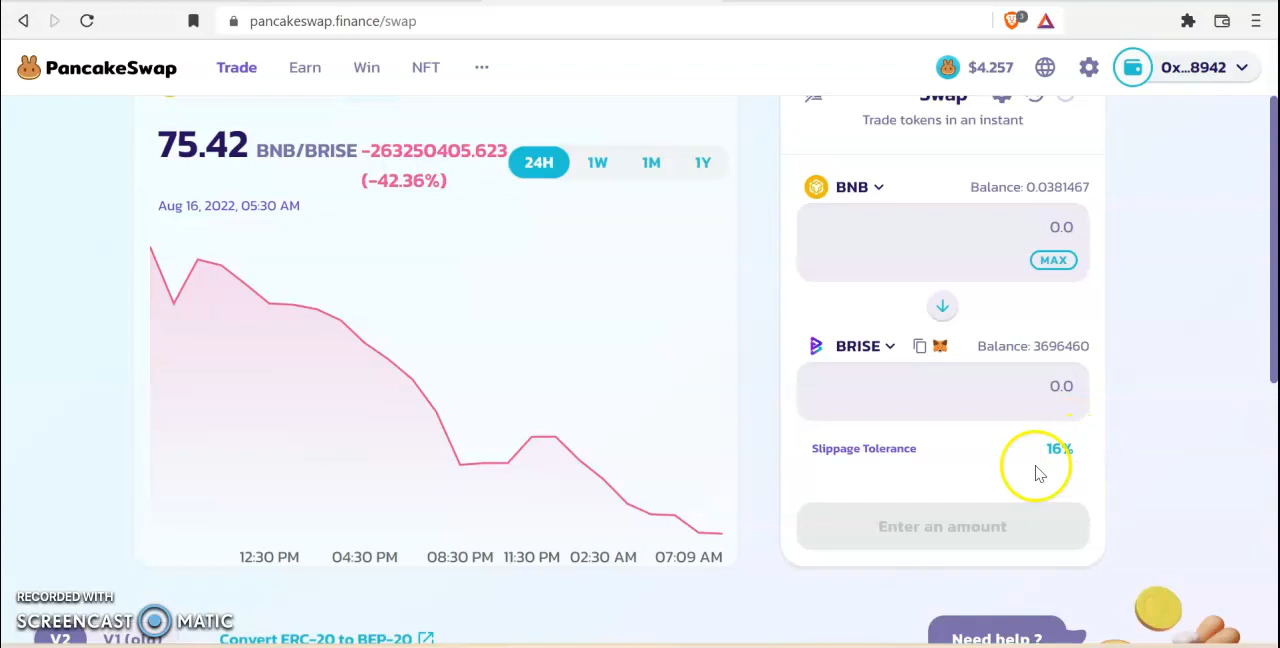 pancakeswap.finance/swap
3
PancakeSwap Trade Earn Win NFT ... $4.257 0x...8942
Swap
Trade tokens in an instant
75.42 BNB/BRISE -263250405.623 (-42.36%)
24H 1W 1M 1Y
Aug 16, 2022, 05:30 AM
12:30 PM 04:30 PM 08:30 PM 11:30 PM 02:30 AM 07:09 AM
BNB Balance: 0.0381467
0.0
MAX
BRISE Balance: 3696460
0.0
Slippage Tolerance 16%
Enter an amount
RECORDED WITH
SCREENCAST MATIC
V2 V1 (old)
Convert ERC-20 to BEP-20
Need help ?